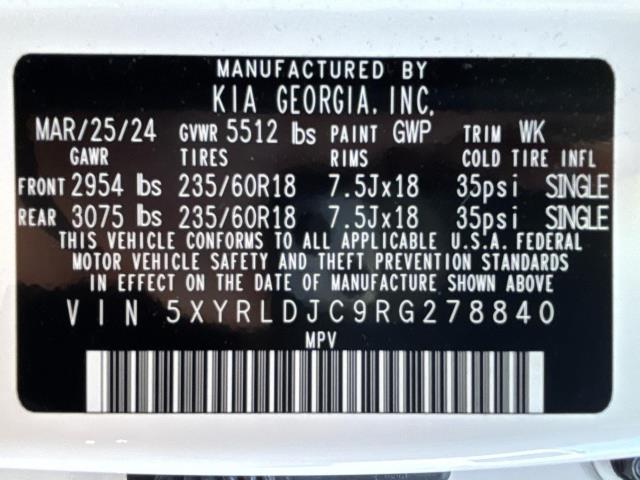 MANUFACTURED BY
KIA GEORGIA, INC.
MAR/25/24 GVWR 5512 lbs PAINT GWP TRIM WK
GAWR TIRES RIMS COLD TIRE INFL
FRONT 2954 lbs 235/60R18 7.5Jx18 35psi SINGLE
REAR 3075 lbs 235/60R18 7.5Jx18 35psi SINGLE
THIS VEHICLE CONFORMS TO ALL APPLICABLE U.S.A. FEDERAL
MOTOR VEHICLE SAFETY AND THEFT PREVENTION STANDARDS
IN EFFECT ON THE DATE OF MANUFACTURE SHOWN ABOVE
VIN 5XYRLDJC9RG278840
MPV